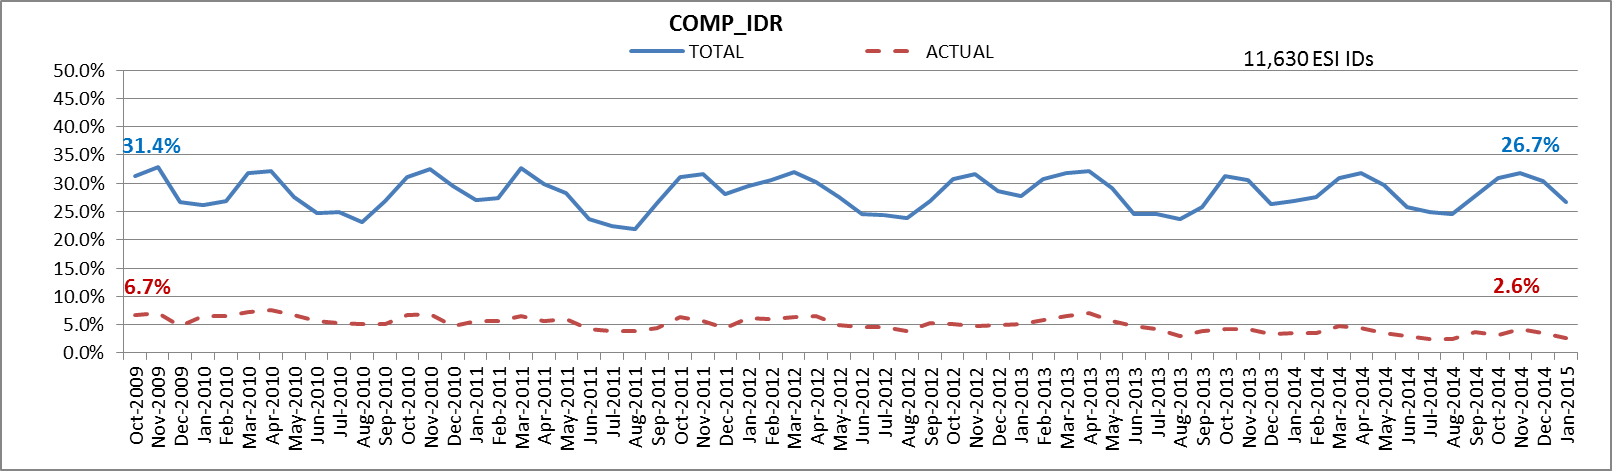 COMP_IDR
TOTAL ACTUAL
11,630 ESI IDs
50.0%
45.0%
40.0%
35.0%
30.0%
25.0%
20.0%
15.0%
10.0%
5.0%
0.0%
31.4%
26.7%
6.7%
2.6%
Oct-2009
Nov-2009
Dec-2009
Jan-2010
Feb-2010
Mar-2010
Apr-2010
May-2010
Jun-2010
Jul-2010
Aug-2010
Sep-2010
Oct-2010
Nov-2010
Dec-2010
Jan-2011
Feb-2011
Mar-2011
Apr-2011
May-2011
Jun-2011
Jul-2011
Aug-2011
Sep-2011
Oct-2011
Nov-2011
Dec-2011
Jan-2012
Feb-2012
Mar-2012
Apr-2012
May-2012
Jun-2012
Jul-2012
Aug-2012
Sep-2012
Oct-2012
Nov-2012
Dec-2012
Jan-2013
Feb-2013
Mar-2013
Apr-2013
May-2013
Jun-2013
Jul-2013
Aug-2013
Sep-2013
Oct-2013
Nov-2013
Dec-2013
Jan-2014
Feb-2014
Mar-2014
Apr-2014
May-2014
Jun-2014
Jul-2014
Aug-2014
Sep-2014
Oct-2014
Nov-2014
Dec-2014
Jan-2015